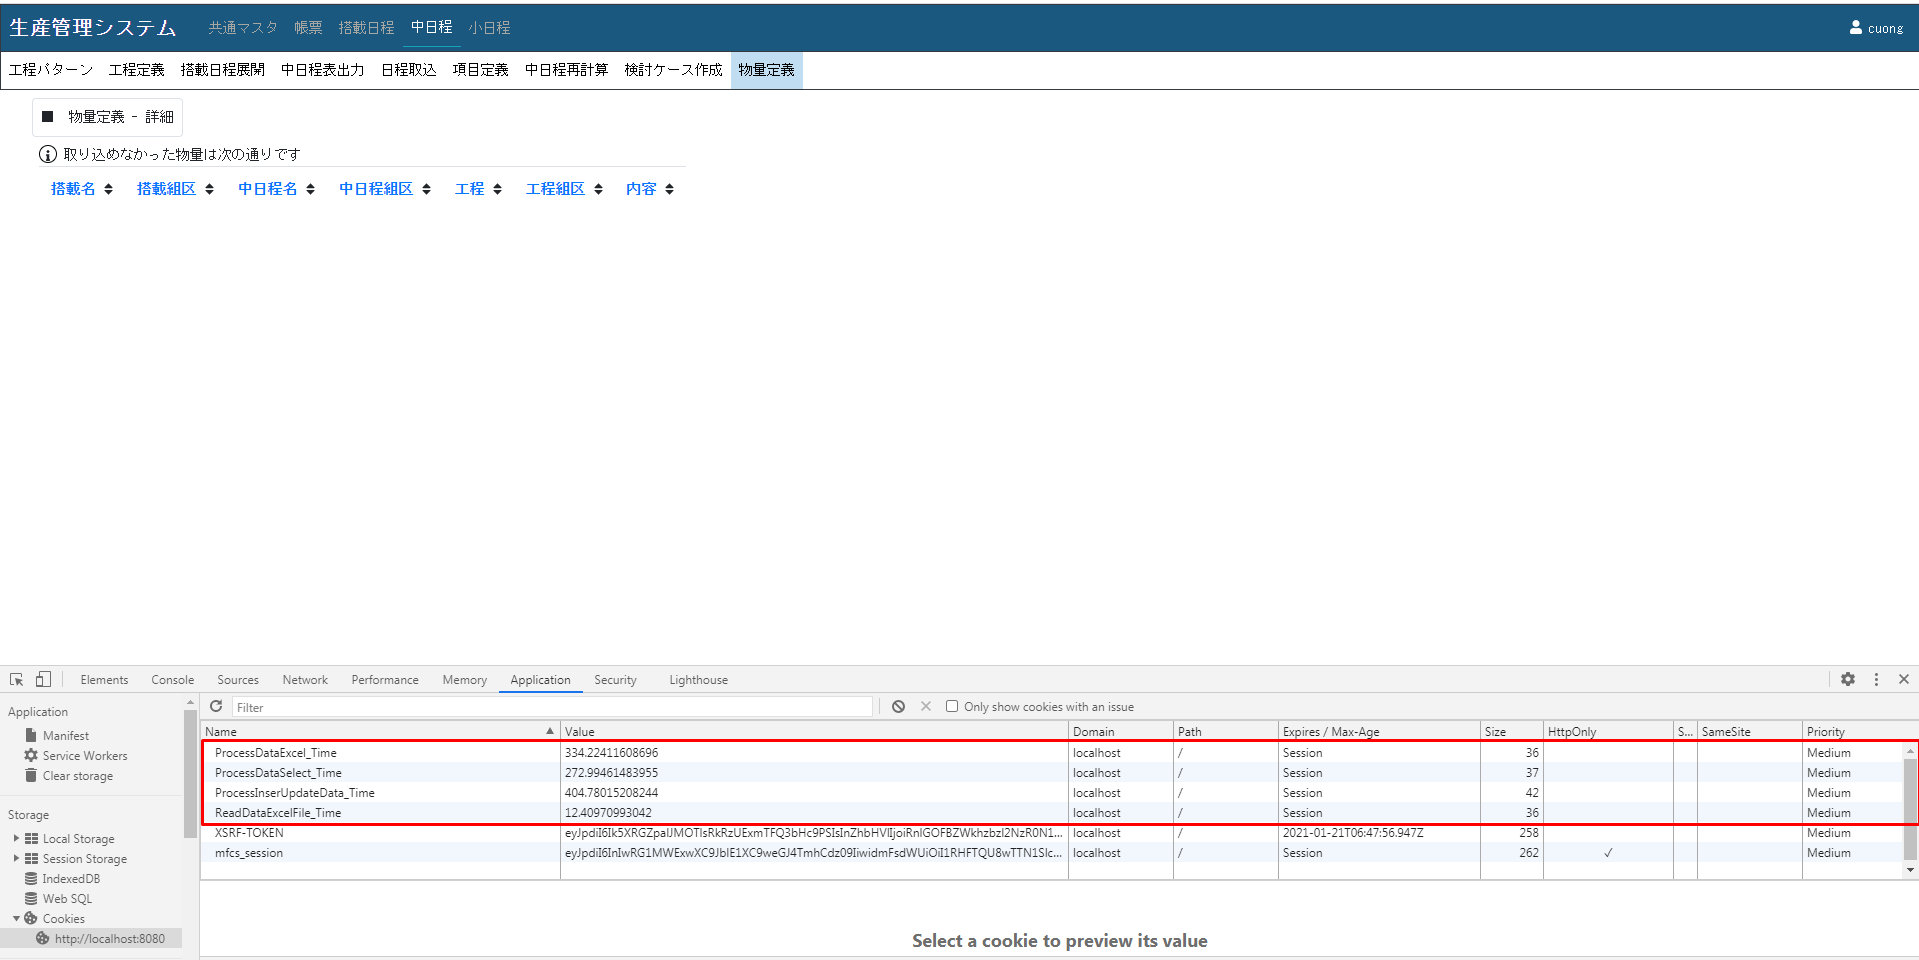 生産管理システム 共通マスタ 帳票 搭載日程 中日程 小日程 cuong
工程パターン 工程定義 搭載日程展開 中日程表出力 日程取込 項目定義 中日程再計算 検討ケース作成 物量定義
■ 物量定義 - 詳細
取り込めなかった物量は次の通りです
搭載名 搭載組区 中日程名 中日程組区 工程 工程組区 内容
Elements Console Sources Network Performance Memory Application Security Lighthouse
Application
Manifest
Service Workers
Clear storage
Storage
Local Storage
Session Storage
IndexedDB
Web SQL
Cookies
http://localhost:8080
Filter Only show cookies with an issue
Name Value Domain Path Expires / Max-Age Size HttpOnly S... SameSite Priority
ProcessDataExcel_Time 334.22411608696 localhost / Session 36 Medium
ProcessDataSelect_Time 272.99461483955 localhost / Session 37 Medium
ProcessInserUpdateData_Time 404.78015208244 localhost / Session 42 Medium
ReadDataExcelFile_Time 12.40970993042 localhost / Session 36 Medium
XSRF-TOKEN localhost / 2021-01-21T06:47:56.947Z 258 Medium
mfcs_session localhost / Session 262 ✓ Medium
Select a cookie to preview its value